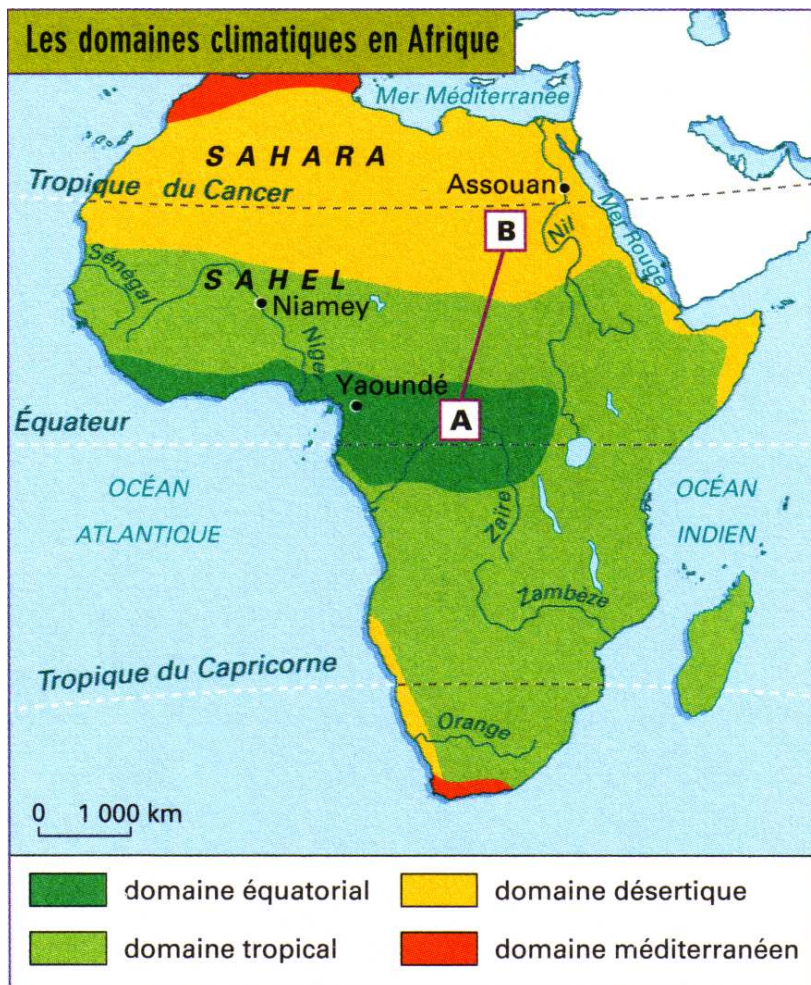 Les domaines climatiques en Afrique
Mer Méditerranée
SAHARA
Tropique du Cancer
Assouan
B
Nil
Mer Rouge
Sénégal
SAHEL
Niamey
Niger
Yaoundé
A
Équateur
OCÉAN
ATLANTIQUE
OCÉAN
INDIEN
Zaïre
Zambèze
Tropique du Capricorne
Orange
0 1 000 km
domaine équatorial
domaine désertique
domaine tropical
domaine méditerranéen